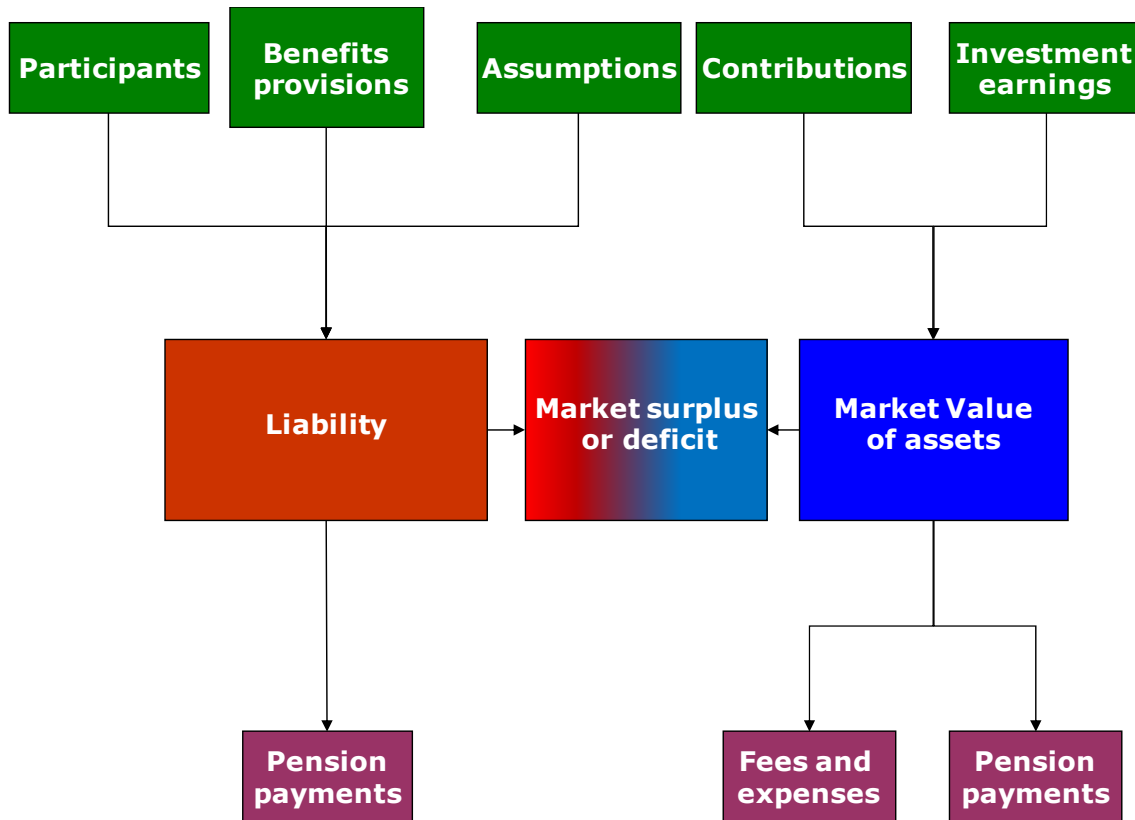 Participants
Benefits
provisions
Assumptions
Contributions
Investment
earnings
Liability
Market surplus
or deficit
Market Value
of assets
Pension
payments
Fees and
expenses
Pension
payments